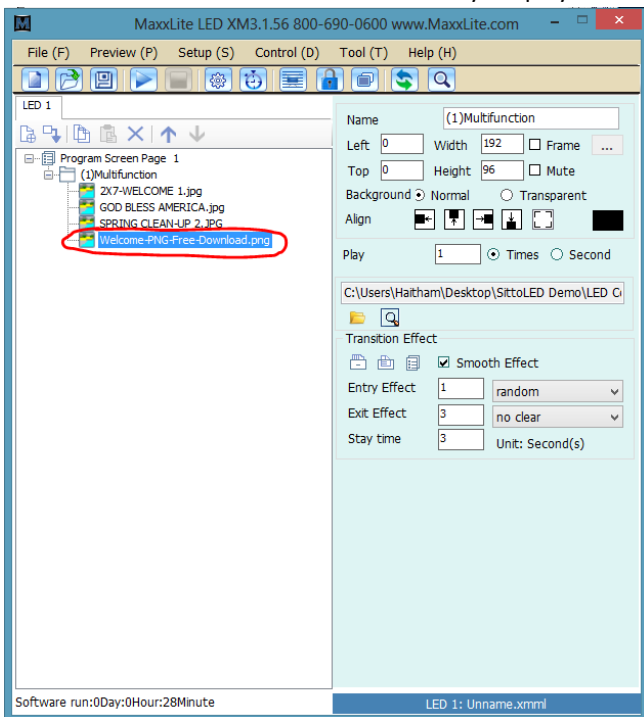 MaxxLite LED XM3.1.56 800-690-0600 www.MaxxLite.com
File (F) Preview (P) Setup (S) Control (D) Tool (T) Help (H)
LED 1
Program Screen Page 1
(1)Multifunction
2X7-WELCOME 1.jpg
GOD BLESS AMERICA.jpg
SPRING CLEAN-UP 2.JPG
Welcome-PNG-Free-Download.png
Name (1)Multifunction
Left 0 Width 192 Frame ...
Top 0 Height 96 Mute
Background Normal Transparent
Align
Play 1 Times Second
C:\Users\Haitham\Desktop\SittoLED Demo\LED C
Transition Effect
Smooth Effect
Entry Effect 1 random
Exit Effect 3 no clear
Stay time 3 Unit: Second(s)
Software run:0Day:0Hour:28Minute
LED 1: Unname.xmml